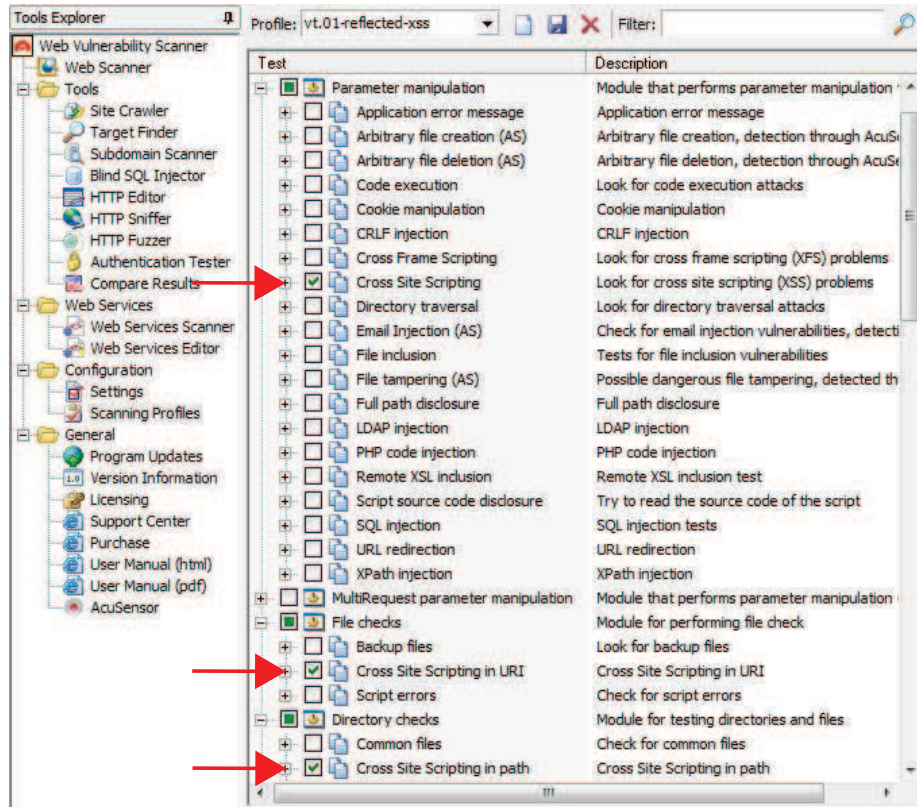 Tools Explorer
Web Vulnerability Scanner
Web Scanner
Tools
Site Crawler
Target Finder
Subdomain Scanner
Blind SQL Injector
HTTP Editor
HTTP Sniffer
HTTP Fuzzer
Authentication Tester
Compare Results
Web Services
Web Services Scanner
Web Services Editor
Configuration
Settings
Scanning Profiles
General
Program Updates
1.0 Version Information
Licensing
Support Center
Purchase
User Manual (html)
User Manual (pdf)
AcuSensor
Profile: vt.01-reflected-xss Filter:
Test Description
Parameter manipulation Module that performs parameter manipulation
Application error message Application error message
Arbitrary file creation (AS) Arbitrary file creation, detection through AcuSe
Arbitrary file deletion (AS) Arbitrary file deletion, detection through AcuSe
Code execution Look for code execution attacks
Cookie manipulation Cookie manipulation
CRLF injection CRLF injection
Cross Frame Scripting Look for cross frame scripting (XFS) problems
Cross Site Scripting Look for cross site scripting (XSS) problems
Directory traversal Look for directory traversal attacks
Email Injection (AS) Check for email injection vulnerabilities, detecti
File inclusion Tests for file inclusion vulnerabilities
File tampering (AS) Possible dangerous file tampering, detected th
Full path disclosure Full path disclosure
LDAP injection LDAP injection
PHP code injection PHP code injection
Remote XSL inclusion Remote XSL inclusion test
Script source code disclosure Try to read the source code of the script
SQL injection SQL injection tests
URL redirection URL redirection
XPath injection XPath injection
MultiRequest parameter manipulation Module that performs parameter manipulation
File checks Module for performing file check
Backup files Look for backup files
Cross Site Scripting in URI Cross Site Scripting in URI
Script errors Check for script errors
Directory checks Module for testing directories and files
Common files Check for common files
Cross Site Scripting in path Cross Site Scripting in path